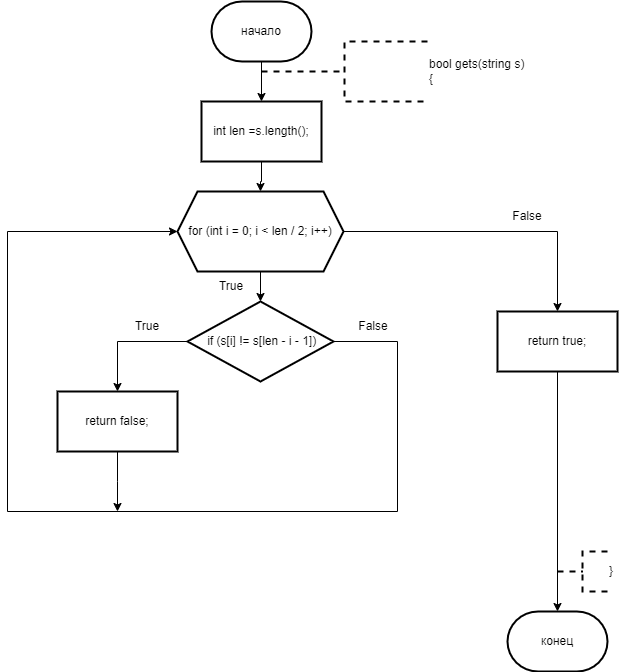 начало
bool gets(string s)
{
int len =s.length();
for (int i = 0; i < len / 2; i++)
False
True
True
if (s[i] != s[len - i - 1])
False
return true;
return false;
}
конец